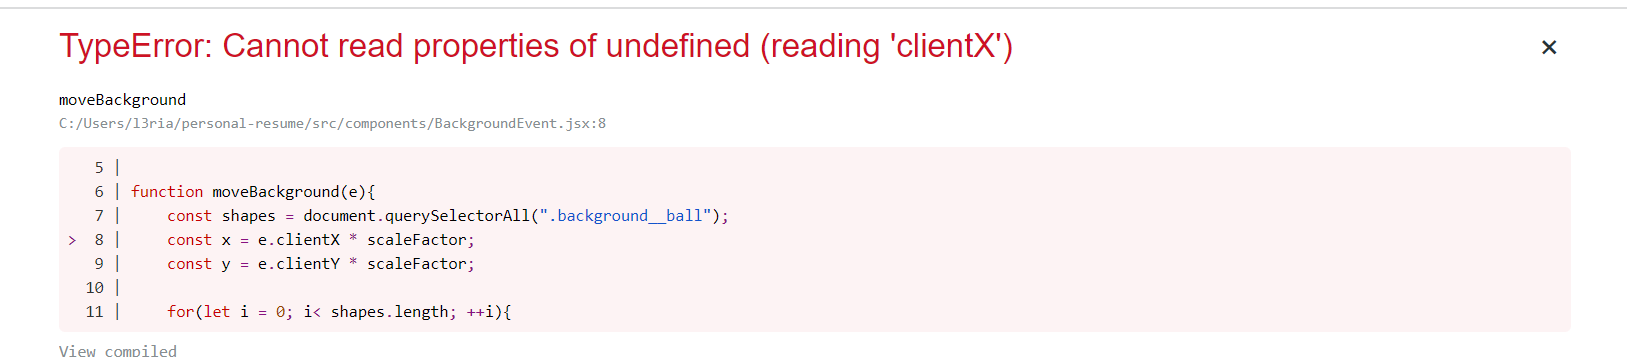 TypeError: Cannot read properties of undefined (reading 'clientX')
×
moveBackground
C:/Users/l3ria/personal-resume/src/components/BackgroundEvent.jsx:8
5 |
6 | function moveBackground(e){
7 |     const shapes = document.querySelectorAll(".background__ball");
> 8 |     const x = e.clientX * scaleFactor;
9 |     const y = e.clientY * scaleFactor;
10 |
11 |     for(let i = 0; i< shapes.length; ++i){
View compiled